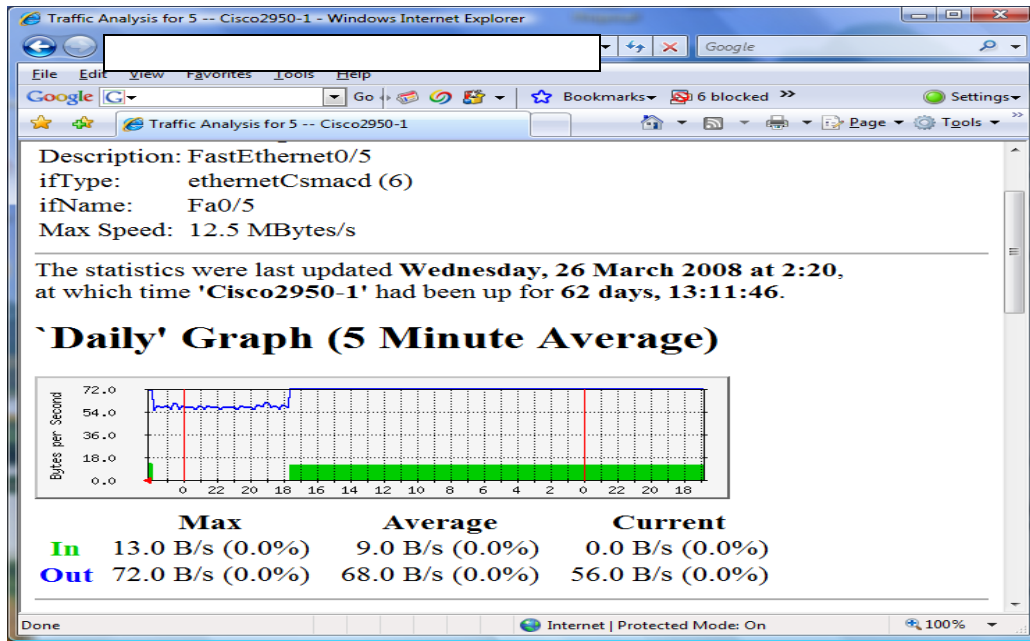 Traffic Analysis for 5 -- Cisco2950-1 - Windows Internet Explorer
Google
File Edit View Favorites Tools Help
Google G Go Bookmarks 6 blocked >> Settings
Traffic Analysis for 5 -- Cisco2950-1 Page Tools >>
Description: FastEthernet0/5
ifType: ethernetCsmacd (6)
ifName: Fa0/5
Max Speed: 12.5 MBytes/s
The statistics were last updated Wednesday, 26 March 2008 at 2:20,
at which time 'Cisco2950-1' had been up for 62 days, 13:11:46.
`Daily' Graph (5 Minute Average)
Bytes per Second
72.0
54.0
36.0
18.0
0.0
0 22 20 18 16 14 12 10 8 6 4 2 0 22 20 18
Max Average Current
In 13.0 B/s (0.0%) 9.0 B/s (0.0%) 0.0 B/s (0.0%)
Out 72.0 B/s (0.0%) 68.0 B/s (0.0%) 56.0 B/s (0.0%)
Done Internet | Protected Mode: On 100%